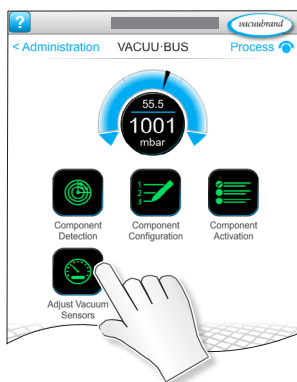 ?
vacuubrand
< Administration VACUU·BUS Process
55.5
1001
mbar
1
2
3
Component
Detection
Component
Configuration
Component
Activation
Adjust Vacuum
Sensors